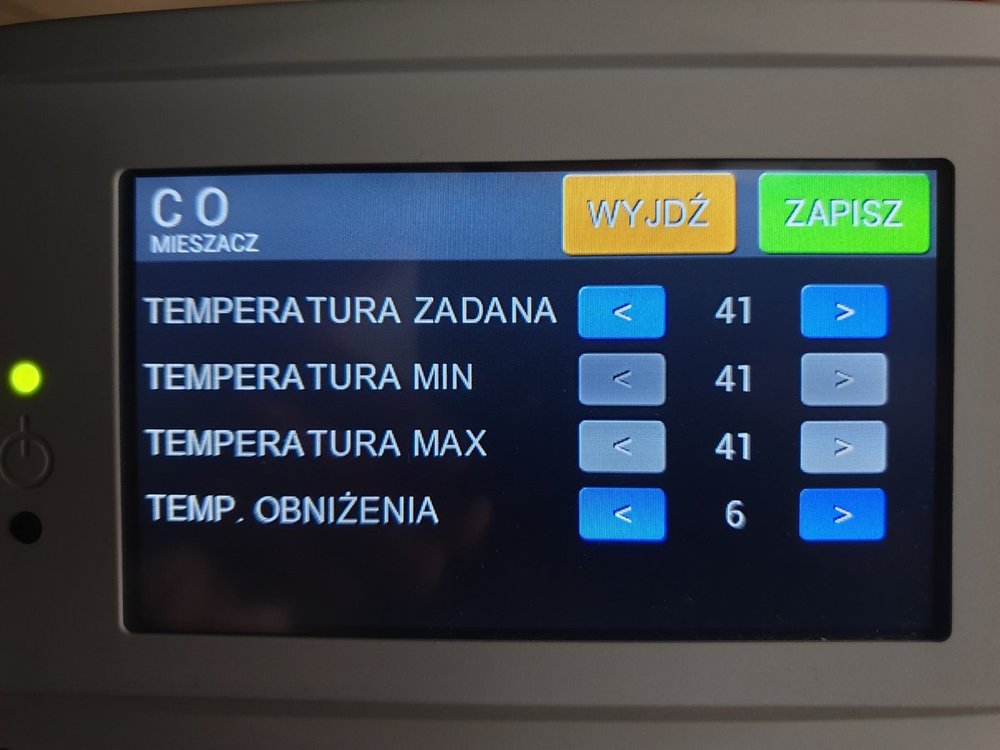 C O
MIESZACZ
WYJDŹ
ZAPISZ
TEMPERATURA ZADANA < 41 >
TEMPERATURA MIN < 41 >
TEMPERATURA MAX < 41 >
TEMP. OBNIŻENIA < 6 >